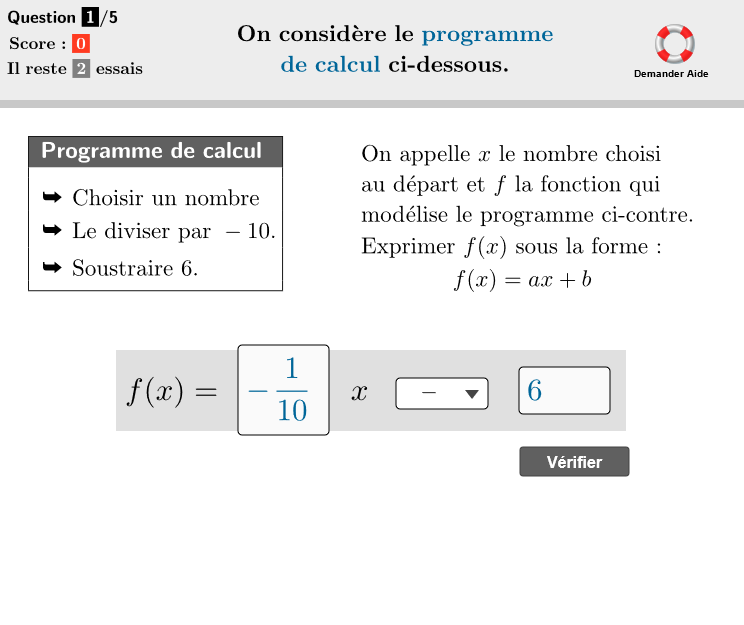 Question 1/5
Score : 0
Il reste 2 essais
On considère le programme
de calcul ci-dessous.
Demander Aide
Programme de calcul
➥ Choisir un nombre
➥ Le diviser par − 10.
➥ Soustraire 6.
On appelle x le nombre choisi
au départ et f la fonction qui
modélise le programme ci-contre.
Exprimer f(x) sous la forme :
f(x) = ax + b
f(x) = −1/10 x − 6
Vérifier